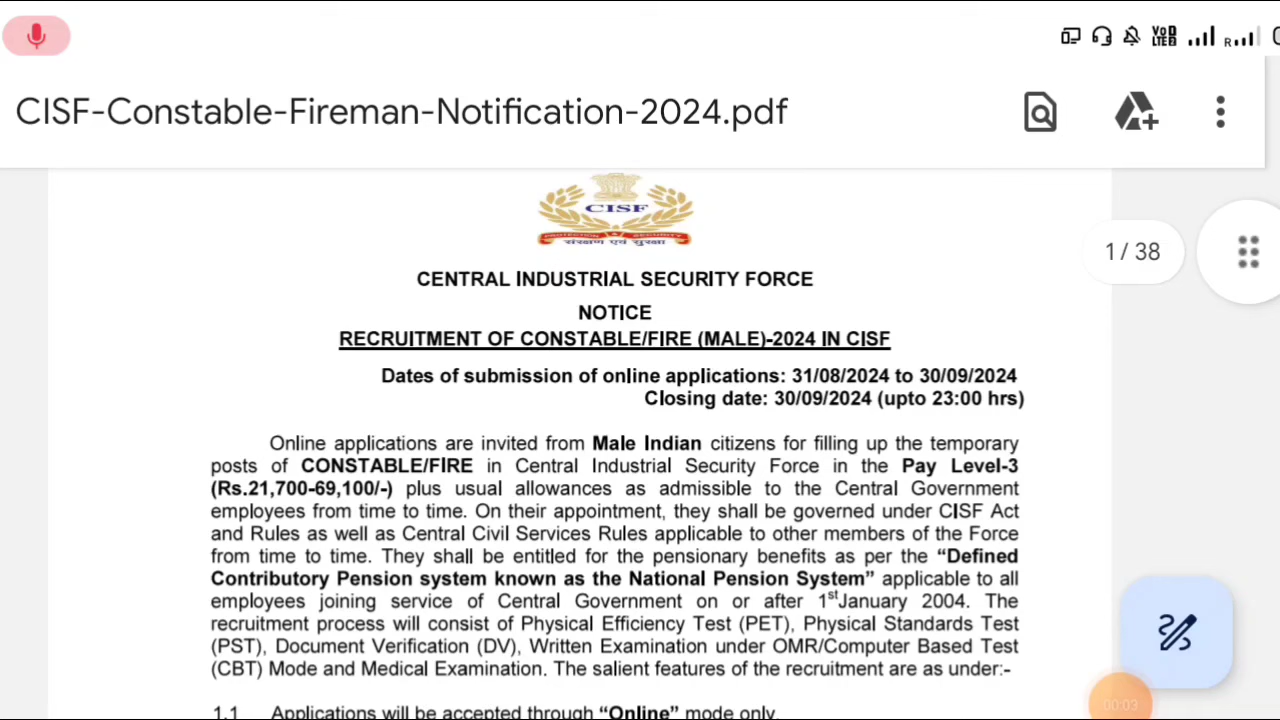 VoD
LTE2
R
CISF-Constable-Fireman-Notification-2024.pdf
CISF
PROTECTION SECURITY
संरक्षण एवं सुरक्षा
1 / 38
CENTRAL INDUSTRIAL SECURITY FORCE
NOTICE
RECRUITMENT OF CONSTABLE/FIRE (MALE)-2024 IN CISF
Dates of submission of online applications: 31/08/2024 to 30/09/2024
Closing date: 30/09/2024 (upto 23:00 hrs)
Online applications are invited from Male Indian citizens for filling up the temporary
posts of CONSTABLE/FIRE in Central Industrial Security Force in the Pay Level-3
(Rs.21,700-69,100/-) plus usual allowances as admissible to the Central Government
employees from time to time. On their appointment, they shall be governed under CISF Act
and Rules as well as Central Civil Services Rules applicable to other members of the Force
from time to time. They shall be entitled for the pensionary benefits as per the “Defined
Contributory Pension system known as the National Pension System” applicable to all
employees joining service of Central Government on or after 1stJanuary 2004. The
recruitment process will consist of Physical Efficiency Test (PET), Physical Standards Test
(PST), Document Verification (DV), Written Examination under OMR/Computer Based Test
(CBT) Mode and Medical Examination. The salient features of the recruitment are as under:-
1.1 Applications will be accepted through “Online” mode only.
00:03